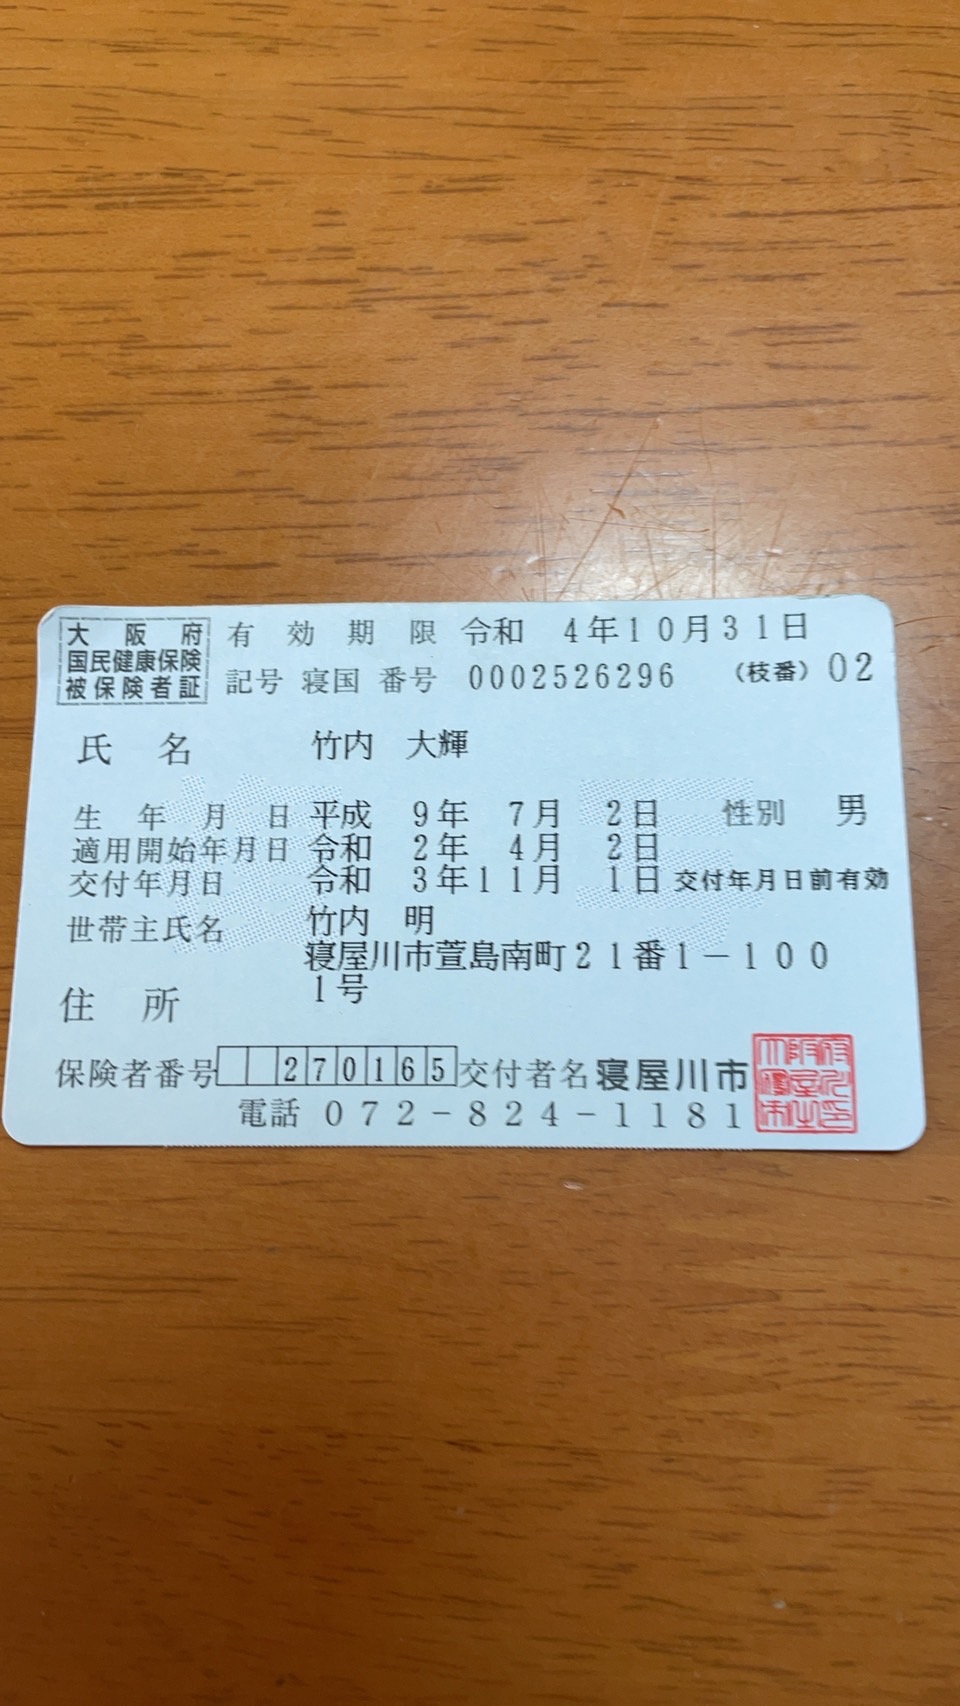 大阪府
国民健康保険
被保険者証
有効期限 令和 4年10月31日
記号 寝国 番号 0002526296 (枝番) 02
氏名 竹内 大輝
生年月日 平成 9年 7月 2日 性別 男
適用開始年月日 令和 2年 4月 2日
交付年月日 令和 3年11月 1日 交付年月日前有効
世帯主氏名 竹内 明
住所 寝屋川市萱島南町21番1-100
1号
保険者番号 270165 交付者名 寝屋川市
電話 072-824-1181